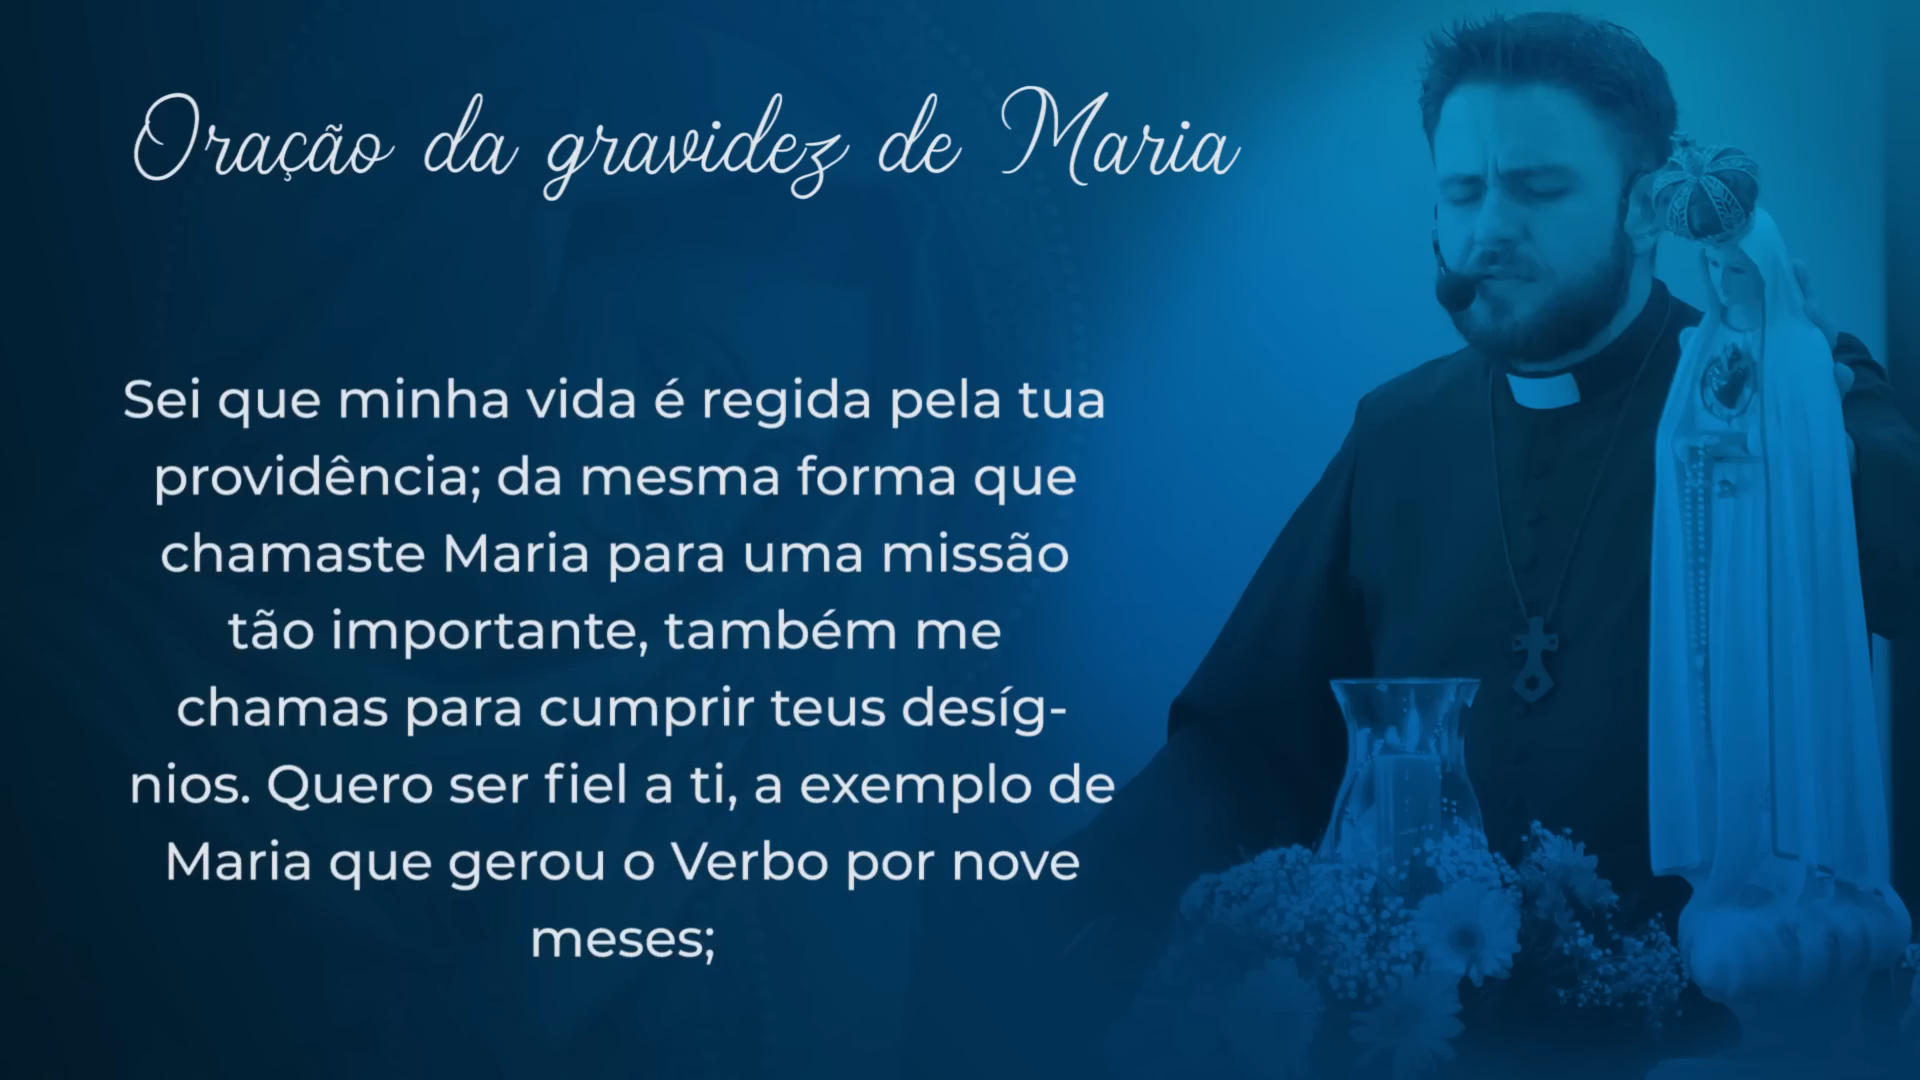 Oração da gravidez de Maria
Sei que minha vida é regida pela tua
providência; da mesma forma que
chamaste Maria para uma missão
tão importante, também me
chamas para cumprir teus desíg-
nios. Quero ser fiel a ti, a exemplo de
Maria que gerou o Verbo por nove
meses;